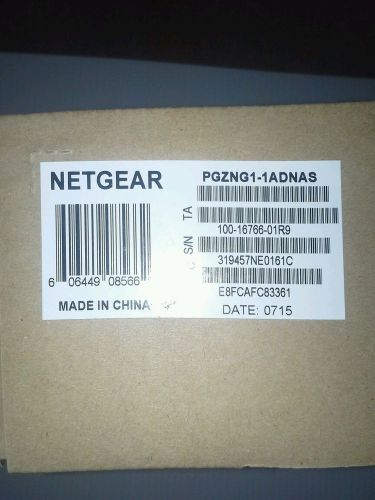 NETGEAR
PGZNG1-1ADNAS
TA
100-16766-01R9
S/N
319457NE0161C
E8FCAFC83361
6 06449 08566
MADE IN CHINA
DATE: 0715